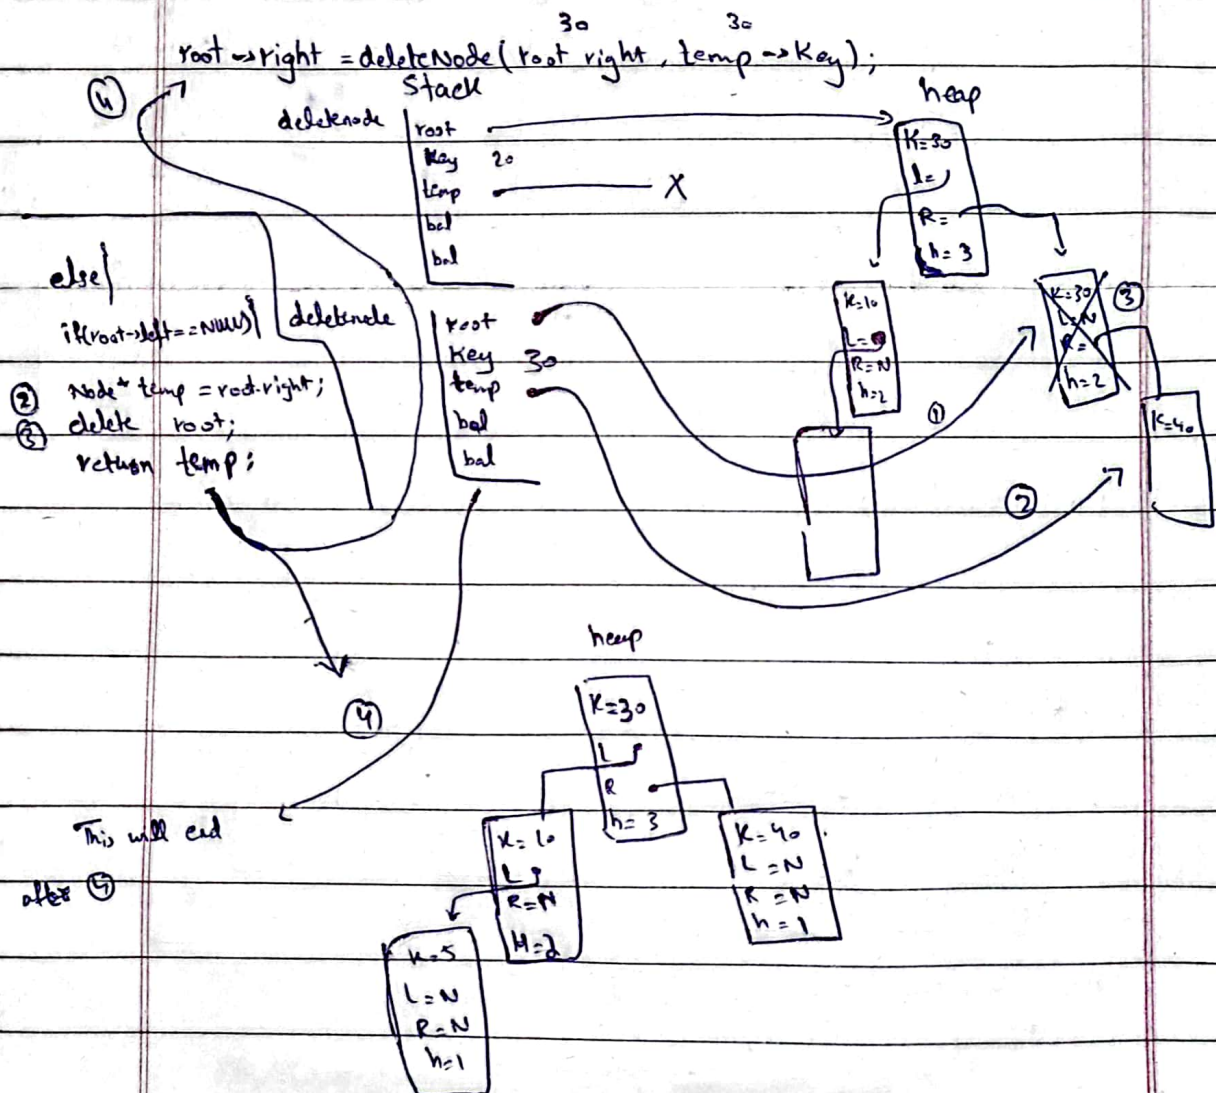 30 30
root->right = deleteNode(root right, temp->Key);
4
Stack
heap
deletenode
root
Key 20
temp X
bal
bal
K=30
l=
R=
h=3
else{
if(root->left==NULL){
2 Node* temp = root.right;
3 delete root;
return temp;
deletenode
root
Key 30
temp
bal
bal
K=10
L=
R=N
h=2
K=30
L=N
R=
h=2
3
K=40
1
2
4
heap
K=30
L
R
h=3
K=10
L
R=N
H=2
K=40
L=N
R=N
h=1
K=5
L=N
R=N
h=1
This will end
after 4